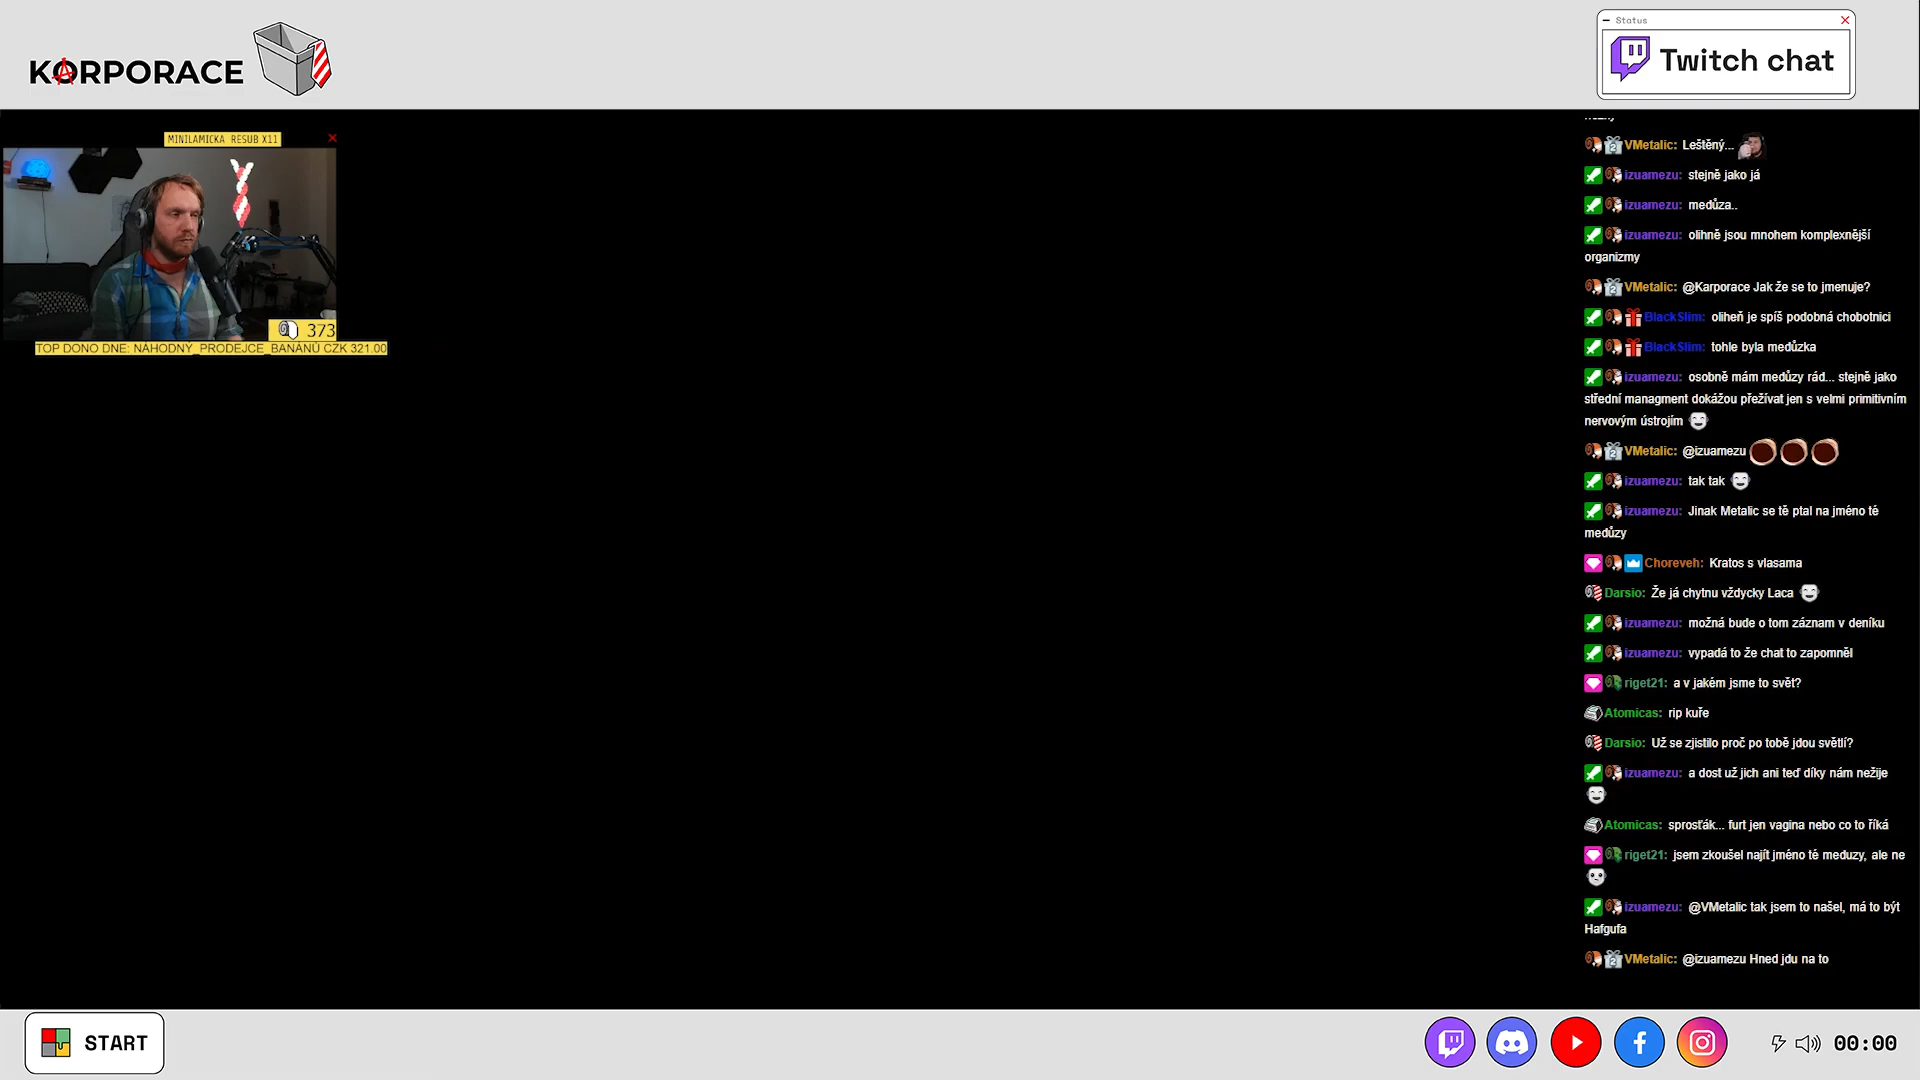 KARPORACE
Status
Twitch chat
MINILAMICKA RESUB X11
373
TOP DONO DNE: NÁHODNÝ_PRODEJCE_BANÁNŮ CZK 321.00
VMetalic: Leštěný...
izuamezu: stejně jako já
izuamezu: medůza..
izuamezu: olihně jsou mnohem komplexnější
organizmy
VMetalic: @Karporace Jak že se to jmenuje?
BlackSlim: oliheň je spíš podobná chobotnici
BlackSlim: tohle byla medůzka
izuamezu: osobně mám medůzy rád... stejně jako
střední managment dokážou přežívat jen s velmi primitivním
nervovým ústrojím
VMetalic: @izuamezu
izuamezu: tak tak
izuamezu: Jinak Metalic se tě ptal na jméno té
medůzy
Choreveh: Kratos s vlasama
Darsio: Že já chytnu vždycky Laca
izuamezu: možná bude o tom záznam v deníku
izuamezu: vypadá to že chat to zapomněl
riget21: a v jakém jsme to svět?
Atomicas: rip kuře
Darsio: Už se zjistilo proč po tobě jdou světlí?
izuamezu: a dost už jich ani teď díky nám nežije
Atomicas: sprosťák... furt jen vagina nebo co to říká
riget21: jsem zkoušel najít jméno té meduzy, ale ne
izuamezu: @VMetalic tak jsem to našel, má to být
Hafgufa
VMetalic: @izuamezu Hned jdu na to
START
00:00